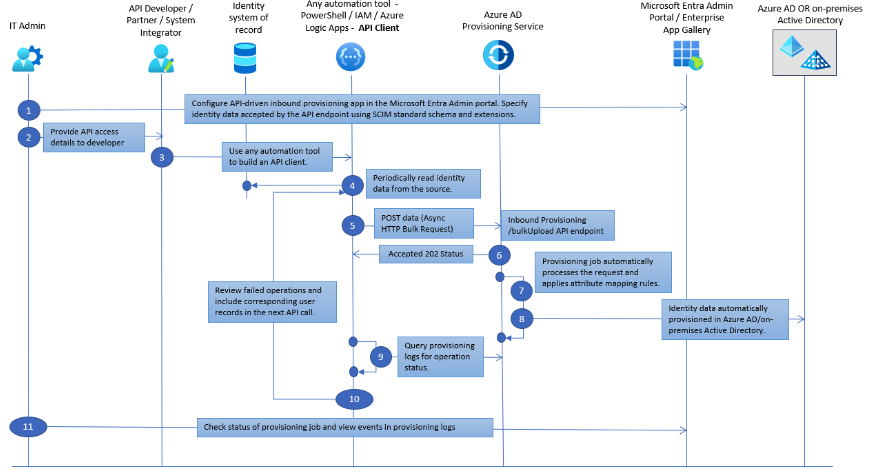 IT Admin
API Developer /
Partner / System
Integrator
Identity
system of
record
Any automation tool -
PowerShell / IAM / Azure
Logic Apps - API Client
Azure AD
Provisioning Service
Microsoft Entra Admin
Portal / Enterprise
App Gallery
Azure AD OR on-premises
Active Directory
1
Configure API-driven inbound provisioning app in the Microsoft Entra Admin portal. Specify
identity data accepted by the API endpoint using SCIM standard schema and extensions.
2
Provide API access
details to developer
3
Use any automation tool
to build an API client.
4
Periodically read identity
data from the source.
5
POST data (Async
HTTP Bulk Request)
Inbound Provisioning
/bulkUpload API endpoint
Accepted 202 Status
6
Provisioning job automatically
processes the request and
applies attribute mapping rules.
7
Review failed operations and
include corresponding user
records in the next API call.
8
Identity data automatically
provisioned in Azure AD/on-
premises Active Directory.
9
Query provisioning
logs for operation
status.
10
11
Check status of provisioning job and view events in provisioning logs